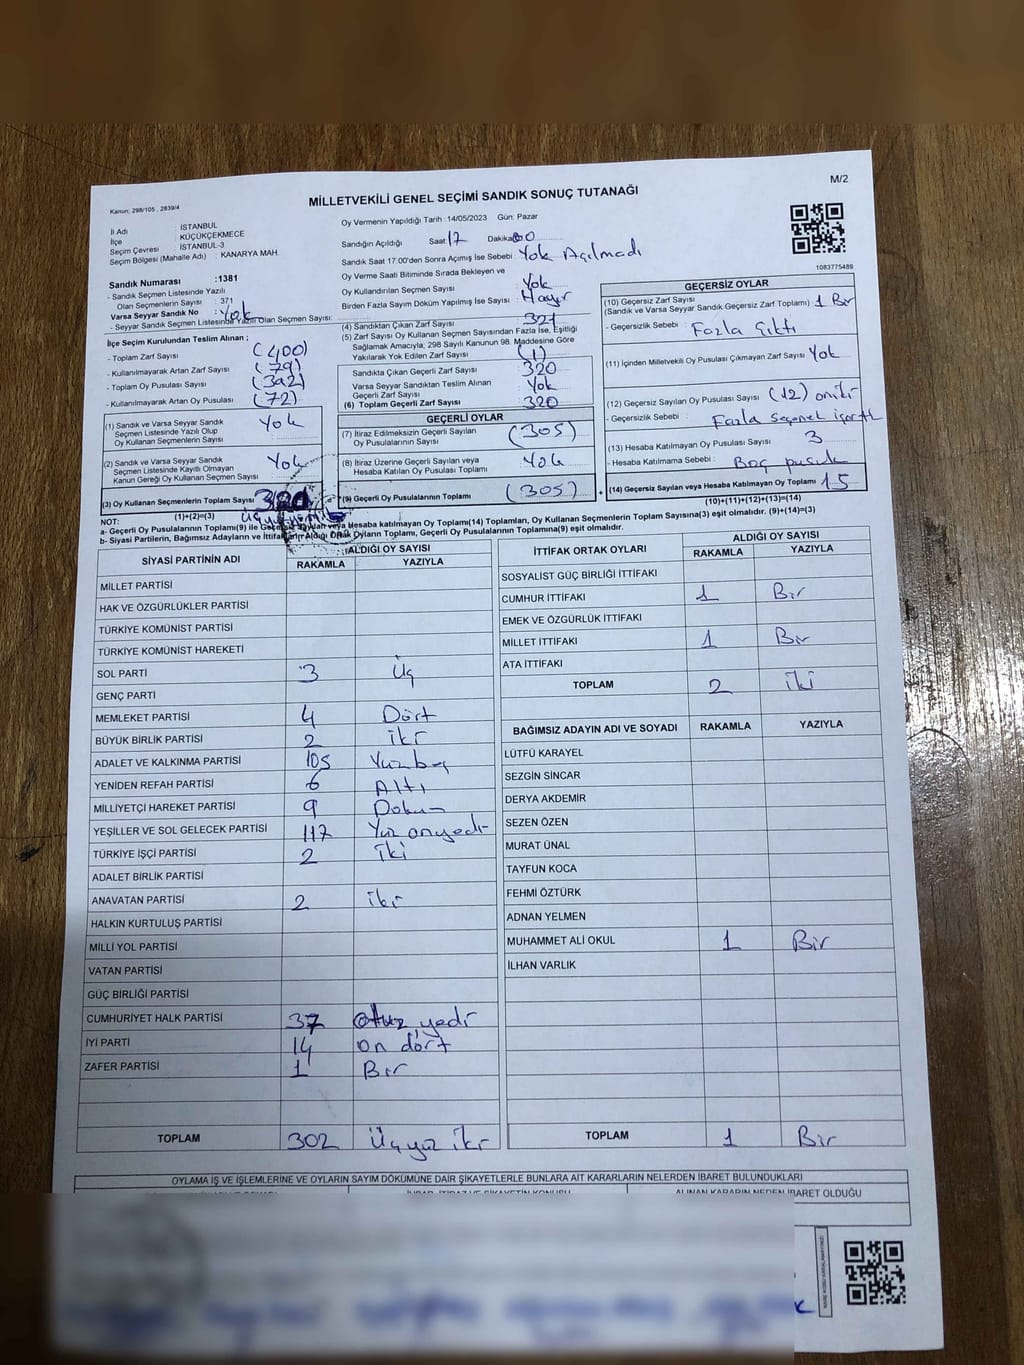 M/2
Kanun; 298/105 , 2839/4
MİLLETVEKİLİ GENEL SEÇİMİ SANDIK SONUÇ TUTANAĞI
İl Adı : İSTANBUL
İlçe : KÜÇÜKÇEKMECE
Seçim Çevresi : İSTANBUL-3
Seçim Bölgesi (Mahalle Adı) : KANARYA MAH.
Sandık Numarası :1381
- Sandık Seçmen Listesinde Yazılı
Olan Seçmenlerin Sayısı : 371
Varsa Seyyar Sandık No : Yok
- Seyyar Sandık Seçmen Listesinde Yazılı Olan Seçmen Sayısı:
İlçe Seçim Kurulundan Teslim Alınan ;
- Toplam Zarf Sayısı (400)
- Kullanılmayarak Artan Zarf Sayısı (79)
- Toplam Oy Pusulası Sayısı (392)
- Kullanılmayarak Artan Oy Pusulası (72)
(1) Sandık ve Varsa Seyyar Sandık Yok
Seçmen Listesinde Yazılı Olup
Oy Kullanan Seçmenlerin Sayısı
(2) Sandık ve Varsa Seyyar Sandık Yok
Seçmen Listesinde Kayıtlı Olmayan
Kanun Gereği Oy Kullanan Seçmenlerin Sayısı
(3) Oy Kullanan Seçmenlerin Toplam Sayısı 320
(1)+(2)=(3)
Oy Vermenin Yapıldığı Tarih :14/05/2023 Gün: Pazar
Sandığın Açıldığı Saat:17 Dakika:00
Sandık Saat 17.00'den Sonra Açımış İse Sebebi : Yok Açılmadı
Oy Verme Saati Bitiminde Sırada Bekleyen ve
Oy Kullandırılan Seçmen Sayısı : Yok
Birden Fazla Sayım Döküm Yapılmış İse Sayısı : Hayır
(4) Sandıktan Çıkan Zarf Sayısı 321
(5) Zarf Sayısı Oy Kullanan Seçmen Sayısından Fazla İse, Eşitliği
Sağlamak Amacıyla, 298 Sayılı Kanunun 98. Maddesine Göre
Yakılarak Yok Edilen Zarf Sayısı (1)
Sandıkta Çıkan Geçerli Zarf Sayısı 320
Varsa Seyyar Sandıktan Teslim Alınan Yok
Geçerli Zarf Sayısı
(6) Toplam Geçerli Zarf Sayısı 320
GEÇERLİ OYLAR
(7) İtiraz Edilmeksizin Geçerli Sayılan (305)
Oy Pusulalarının Sayısı
(8) İtiraz Üzerine Geçerli Sayılan veya Yok
Hesaba Katılan Oy Pusulası Toplamı
(9) Geçerli Oy Pusulalarının Toplamı (305) +
1083775489
GEÇERSİZ OYLAR
(10) Geçersiz Zarf Sayısı 1 Bir
(Sandık ve Varsa Sandık Geçersiz Zarf Toplamı)
- Geçersizlik Sebebi : Fazla Çıktı
(11) İçinden Milletvekili Oy Pusulası Çıkmayan Zarf Sayısı Yok
(12) Geçersiz Sayılan Oy Pusulası Sayısı (12) oniki
- Geçersizlik Sebebi : Fazla seçenek
(13) Hesaba Katılmayan Oy Pusulası Sayısı 3
- Hesaba Katılmama Sebebi : Boş pusula
(14) Geçersiz Sayılan veya Hesaba Katılmayan Oy Toplamı 15
(10)+(11)+(12)+(13)=(14)
NOT:
a- Geçerli Oy Pusulalarının Toplamı(9) ile Geçersiz Sayılan veya Hesaba katılmayan Oy Toplam(14) Toplamları, Oy Kullanan Seçmenlerin Toplam Sayısına(3) eşit olmalıdır. (9)+(14)=(3)
b- Siyasi Partilerin, Bağımsız Adayların ve İttifakların Aldığı Ortak Oyların Toplamı, Geçerli Oy Pusulalarının Toplamına(9) eşit olmalıdır.
SİYASİ PARTİNİN ADI ALDIĞI OY SAYISI
RAKAMLA YAZIYLA
MİLLET PARTİSİ
HAK VE ÖZGÜRLÜKLER PARTİSİ
TÜRKİYE KOMÜNİST PARTİSİ
TÜRKİYE KOMÜNİST HAREKETİ
SOL PARTİ 3 Üç
GENÇ PARTİ
MEMLEKET PARTİSİ 4 Dört
BÜYÜK BİRLİK PARTİSİ 2 iki
ADALET VE KALKINMA PARTİSİ 105 Yüzbeş
YENİDEN REFAH PARTİSİ 6 Altı
MİLLİYETÇİ HAREKET PARTİSİ 9 Dokuz
YEŞİLLER VE SOL GELECEK PARTİSİ 117 Yüz onyedi
TÜRKİYE İŞÇİ PARTİSİ 2 iki
ADALET BİRLİK PARTİSİ
ANAVATAN PARTİSİ 2 iki
HALKIN KURTULUŞ PARTİSİ
MİLLİ YOL PARTİSİ
VATAN PARTİSİ
GÜÇ BİRLİĞİ PARTİSİ
CUMHURİYET HALK PARTİSİ 37 otuz yedi
İYİ PARTİ 14 on dört
ZAFER PARTİSİ 1 Bir
TOPLAM 302 Üçyüz iki
İTTİFAK ORTAK OYLARI ALDIĞI OY SAYISI
RAKAMLA YAZIYLA
SOSYALİST GÜÇ BİRLİĞİ İTTİFAKI
CUMHUR İTTİFAKI 1 Bir
EMEK VE ÖZGÜRLÜK İTTİFAKI
MİLLET İTTİFAKI 1 Bir
ATA İTTİFAKI
TOPLAM 2 iki
BAĞIMSIZ ADAYIN ADI VE SOYADI RAKAMLA YAZIYLA
LÜTFÜ KARAYEL
SEZGİN SİNCAR
DERYA AKDEMİR
SEZEN ÖZEN
MURAT ÜNAL
TAYFUN KOCA
FEHMİ ÖZTÜRK
ADNAN YELMEN
MUHAMMET ALİ OKUL 1 Bir
İLHAN VARLIK
TOPLAM 1 Bir
OYLAMA İŞ VE İŞLEMLERİNE VE OYLARIN SAYIM DÖKÜMÜNE DAİR ŞİKAYETLERLE BUNLARA AİT KARARLARIN NELERDEN İBARET BULUNDUKLARI
ALINAN KARARIN NEDEN İBARET OLDUĞU